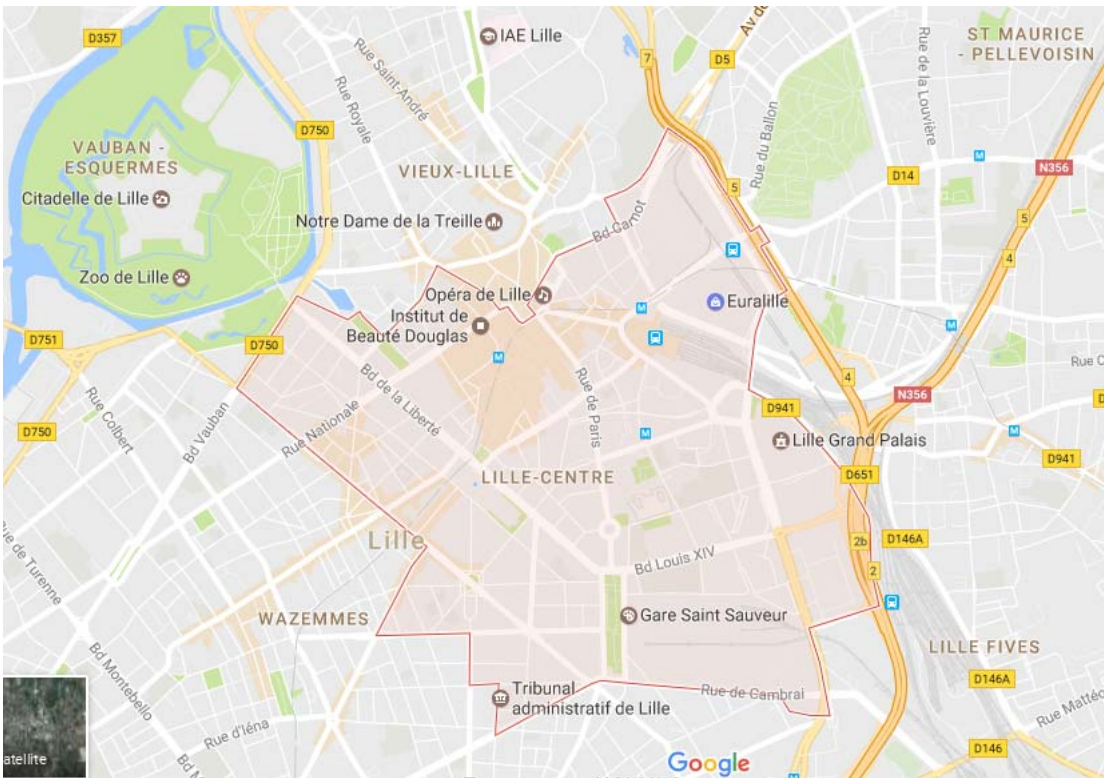 D357
IAE Lille
Av de
D5
7
ST MAURICE
- PELLEVOISIN
Rue Saint-André
Rue Royale
Rue de la Louvière
D750
VAUBAN -
ESQUERMES
VIEUX-LILLE
Rue du Ballon
M
D14
N356
Citadelle de Lille
5
Notre Dame de la Treille
Bd Carnot
5
4
Zoo de Lille
Opéra de Lille
Euralille
M
Institut de
Beauté Douglas
M
M
D751
D750
Rue C
Rue Colbert
Bd Vauban
Rue Nationale
Bd de la Liberté
Rue de Paris
4
N356
D941
D750
M
Lille Grand Palais
M
D941
LILLE-CENTRE
D651
Lille
2b
D146A
Rue de Turenne
Bd Louis XIV
2
WAZEMMES
Gare Saint Sauveur
LILLE FIVES
Bd Montebello
D146A
Tribunal
administratif de Lille
Rue de Cambrai
Rue Mattéo
Rue d'Iéna
Bd M
D146
atellite
Google